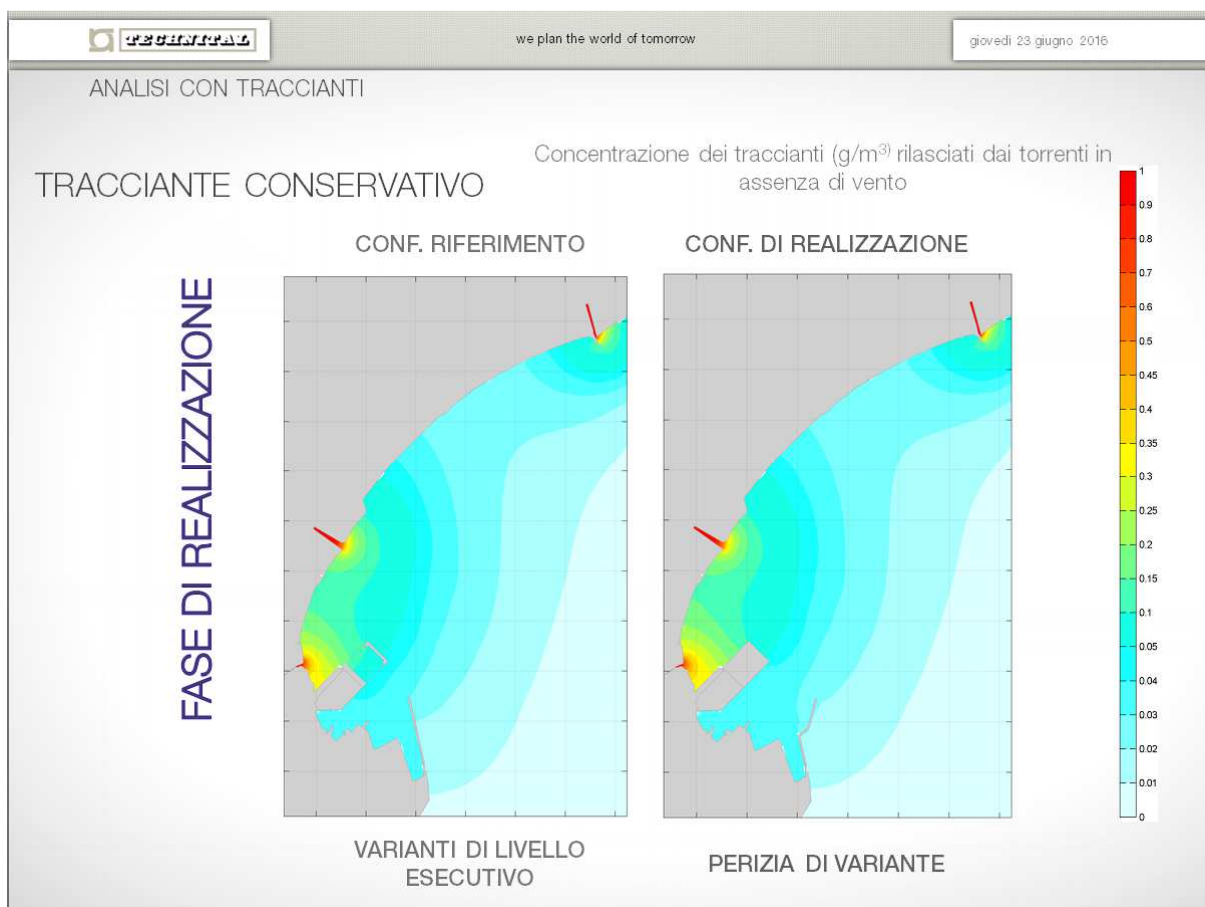 TECHNITAL
we plan the world of tomorrow
giovedì 23 giugno 2016
ANALISI CON TRACCIANTI
Concentrazione dei traccianti (g/m³) rilasciati dai torrenti in
assenza di vento
TRACCIANTE CONSERVATIVO
CONF. RIFERIMENTO
CONF. DI REALIZZAZIONE
FASE DI REALIZZAZIONE
1
0.9
0.8
0.7
0.6
0.5
0.45
0.4
0.35
0.3
0.25
0.20
0.15
0.1
0.05
0.04
0.03
0.02
0.01
0
VARIANTI DI LIVELLO
ESECUTIVO
PERIZIA DI VARIANTE